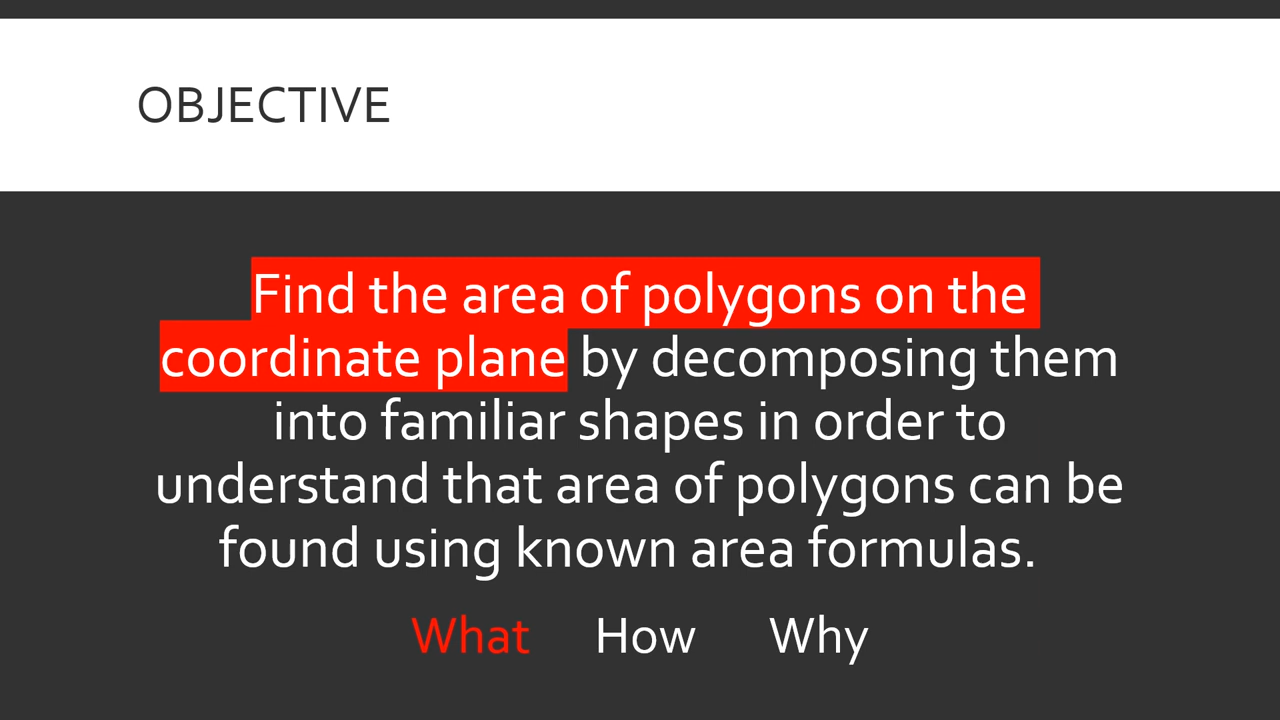 OBJECTIVE
Find the area of polygons on the
coordinate plane by decomposing them
into familiar shapes in order to
understand that area of polygons can be
found using known area formulas.
What How Why